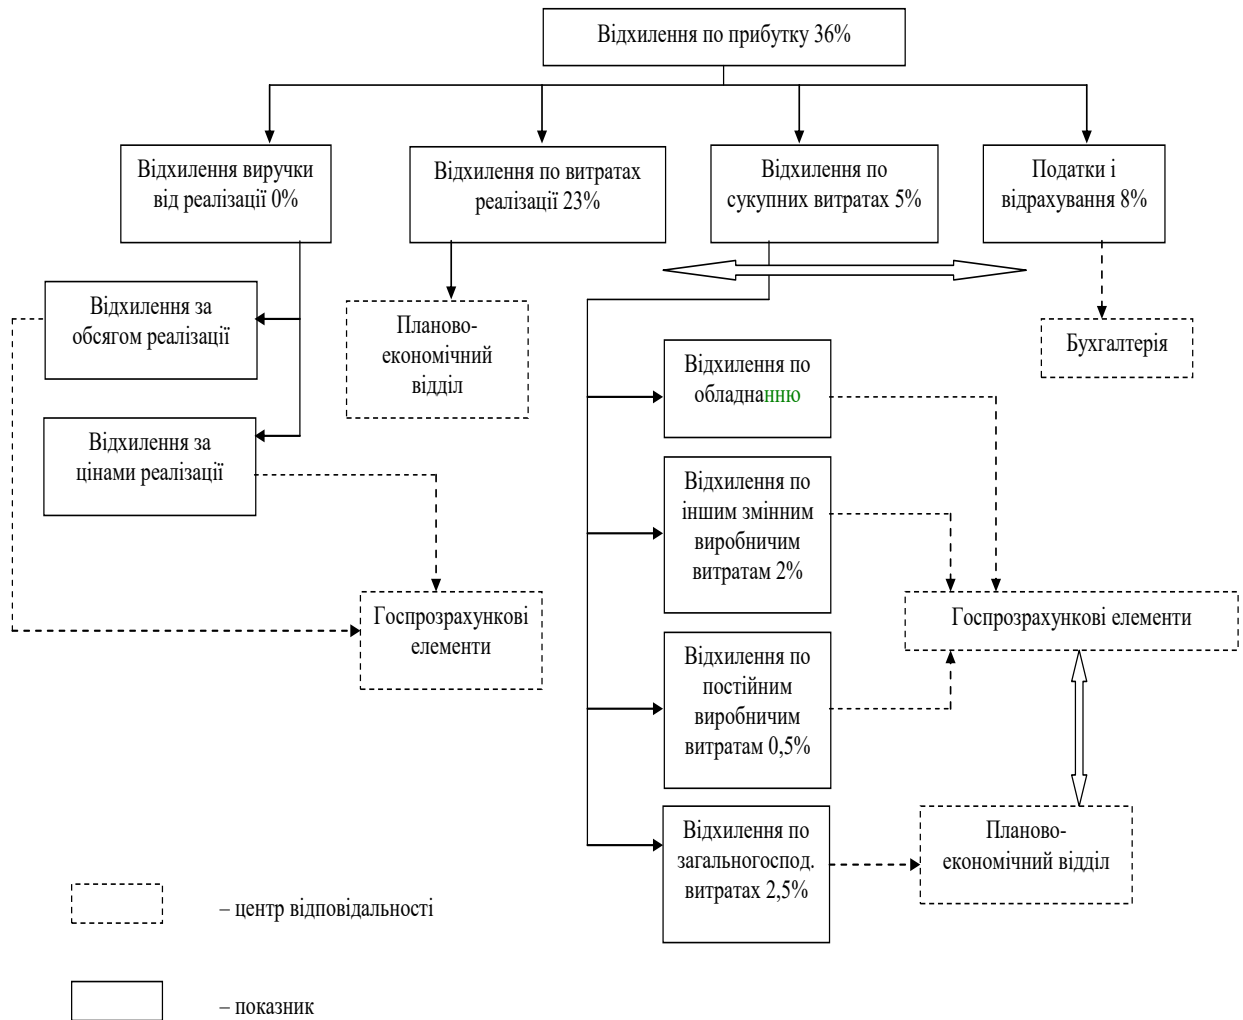 Відхилення по прибутку 36%
Відхилення виручки
від реалізації 0%
Відхилення по витратах
реалізації 23%
Відхилення по
сукупних витратах 5%
Податки і
відрахування 8%
Відхилення за
обсягом реалізації
Планово-
економічний
відділ
Бухгалтерія
Відхилення по
обладнанню
Відхилення за
цінами реалізації
Відхилення по
іншим змінним
виробничим
витратам 2%
Госпрозрахункові
елементи
Госпрозрахункові елементи
Відхилення по
постійним
виробничим
витратам 0,5%
Відхилення по
загальногоспод.
витратах 2,5%
Планово-
економічний відділ
– центр відповідальності
– показник